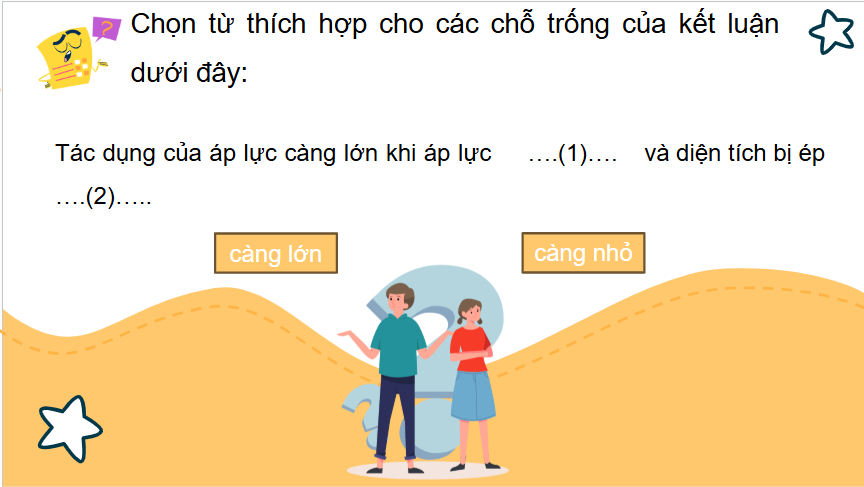 ?
Chọn từ thích hợp cho các chỗ trống của kết luận
dưới đây:
Tác dụng của áp lực càng lớn khi áp lực ….(1)…. và diện tích bị ép
….(2)…..
càng lớn
càng nhỏ